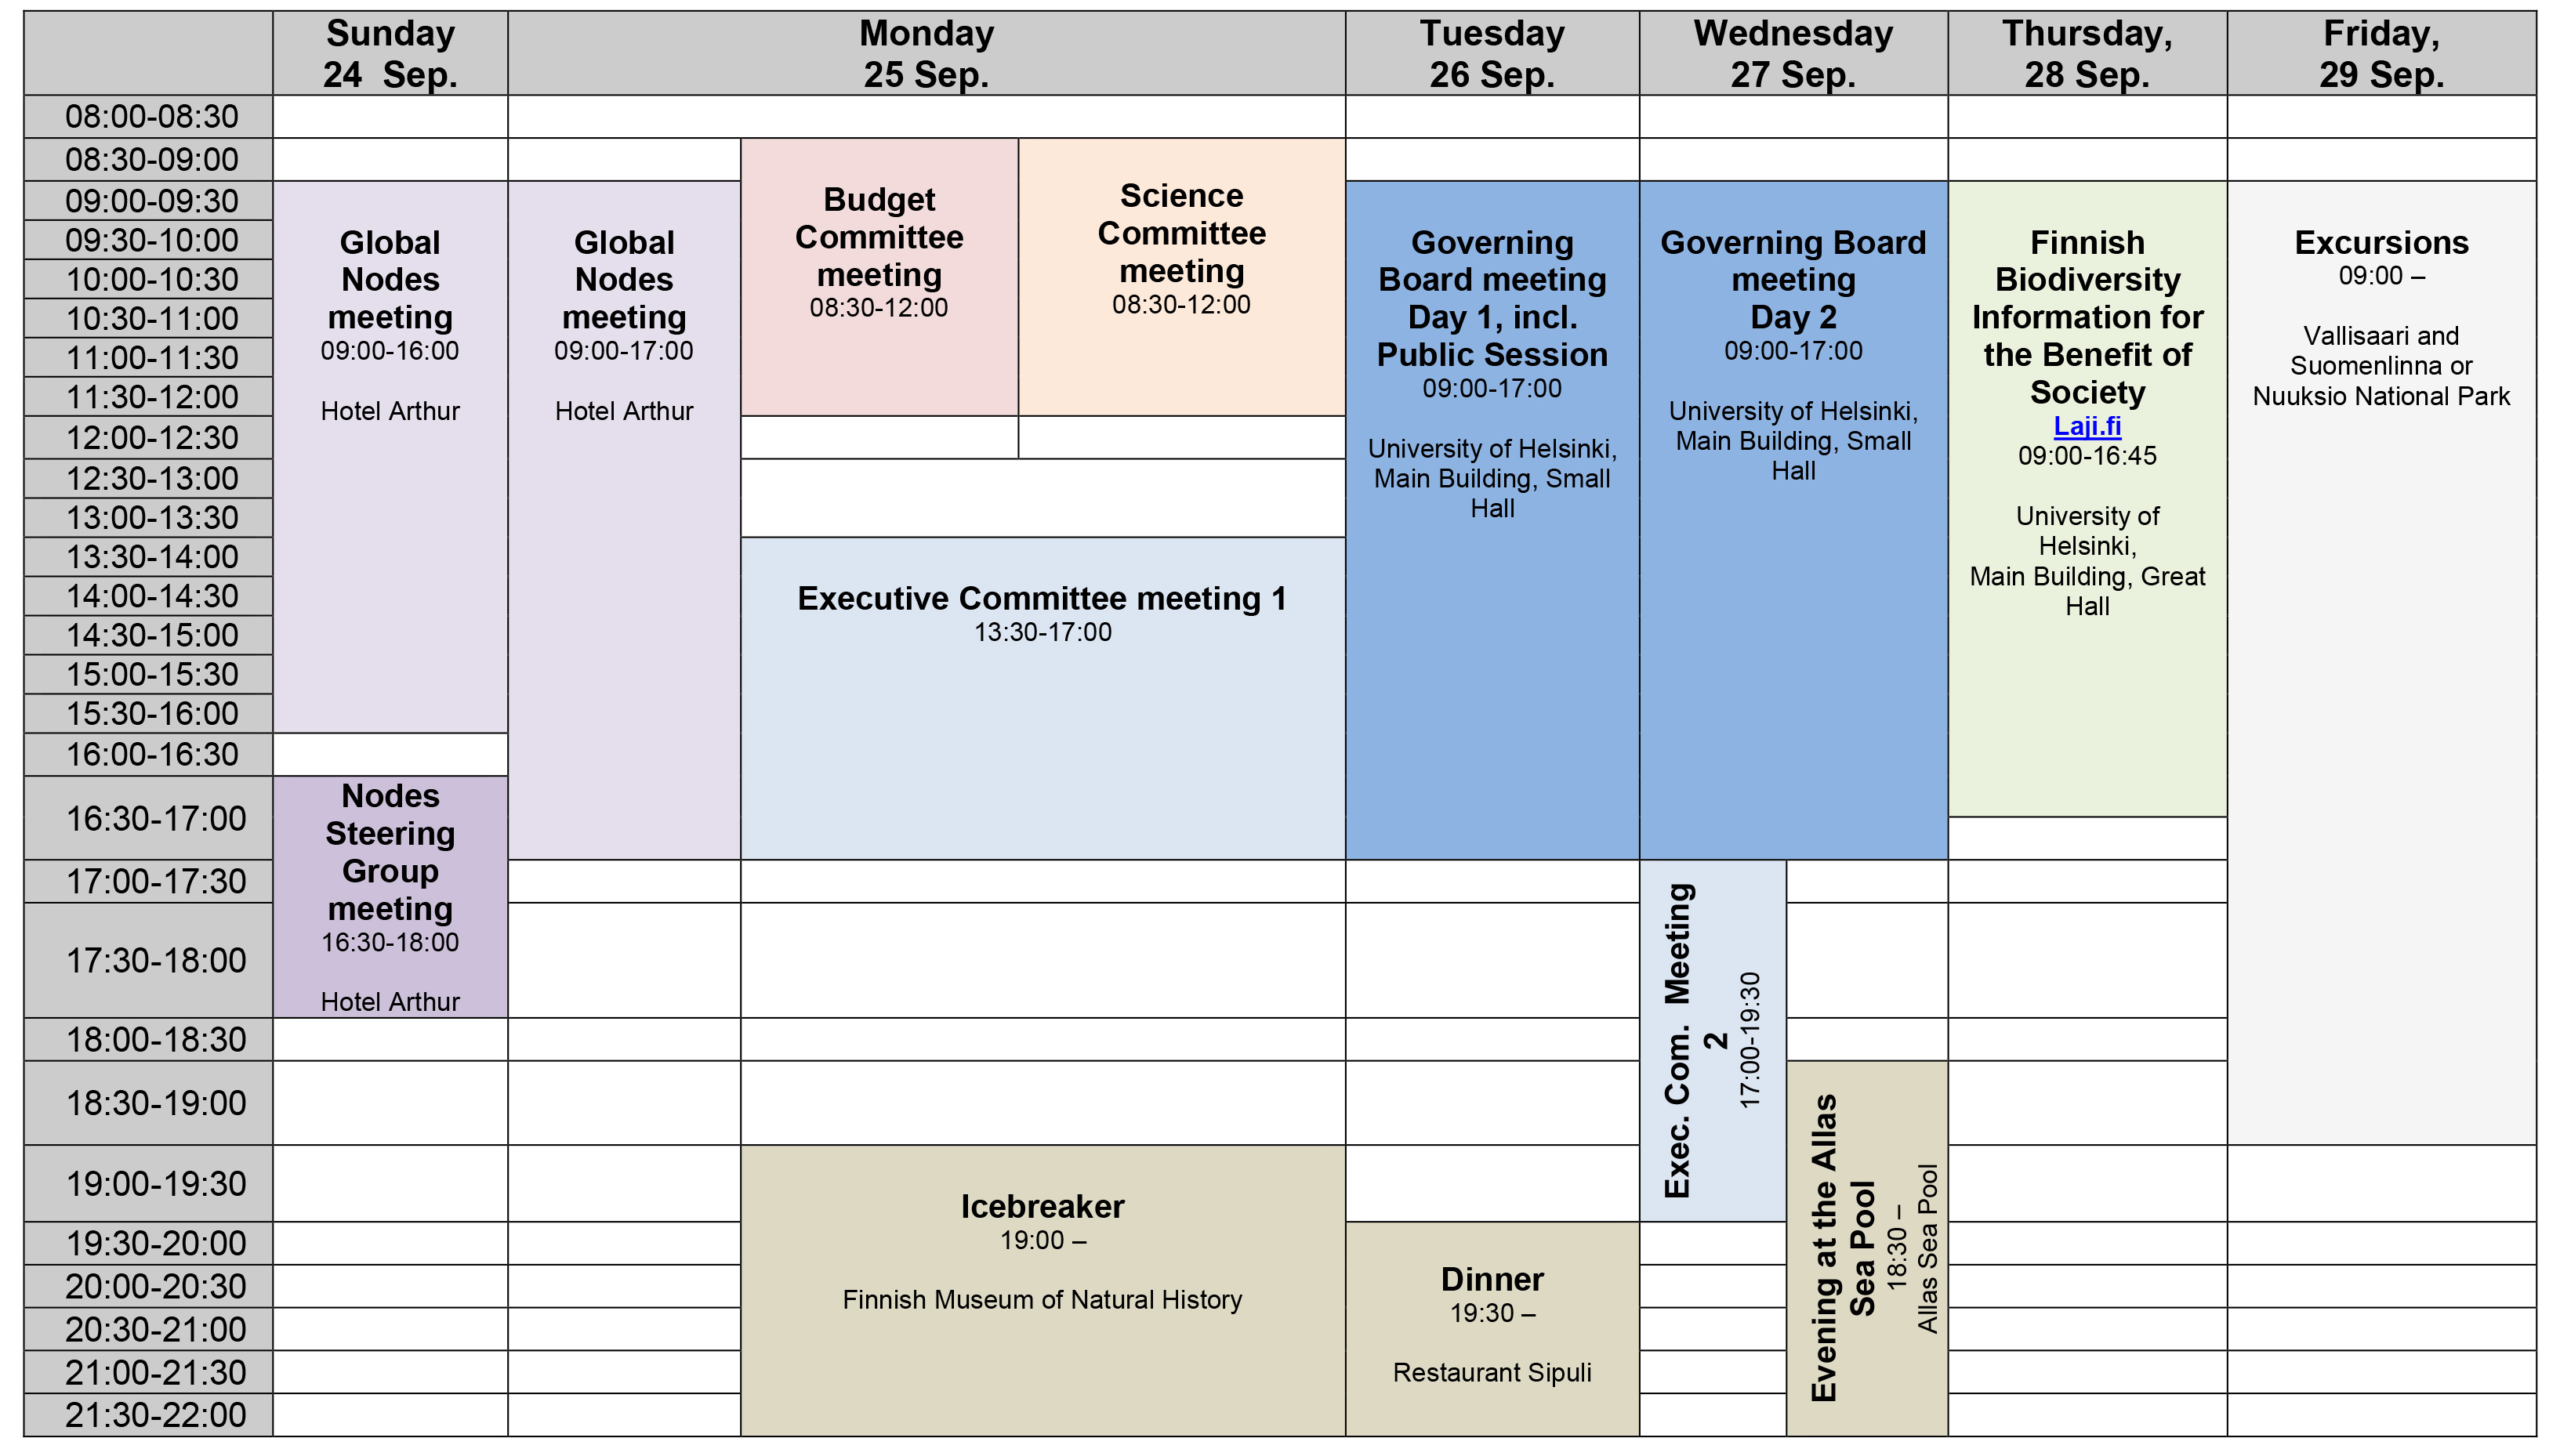 Sunday
24  Sep.
Monday
25 Sep.
Tuesday
26 Sep.
Wednesday
27 Sep.
Thursday,
28 Sep.
Friday,
29 Sep.
08:00-08:30
08:30-09:00
09:00-09:30
09:30-10:00
10:00-10:30
10:30-11:00
11:00-11:30
11:30-12:00
12:00-12:30
12:30-13:00
13:00-13:30
13:30-14:00
14:00-14:30
14:30-15:00
15:00-15:30
15:30-16:00
16:00-16:30
16:30-17:00
17:00-17:30
17:30-18:00
18:00-18:30
18:30-19:00
19:00-19:30
19:30-20:00
20:00-20:30
20:30-21:00
21:00-21:30
21:30-22:00
Global
Nodes
meeting
09:00-16:00
Hotel Arthur
Nodes
Steering
Group
meeting
16:30-18:00
Hotel Arthur
Global
Nodes
meeting
09:00-17:00
Hotel Arthur
Budget
Committee
meeting
08:30-12:00
Science
Committee
meeting
08:30-12:00
Executive Committee meeting 1
13:30-17:00
Icebreaker
19:00 –
Finnish Museum of Natural History
Governing
Board meeting
Day 1, incl.
Public Session
09:00-17:00
University of Helsinki,
Main Building, Small
Hall
Dinner
19:30 –
Restaurant Sipuli
Governing Board
meeting
Day 2
09:00-17:00
University of Helsinki,
Main Building, Small
Hall
Exec. Com.  Meeting
2
17:00-19:30
Evening at the Allas
Sea Pool
18:30 –
Allas Sea Pool
Finnish
Biodiversity
Information for
the Benefit of
Society
Laji.fi
09:00-16:45
University of
Helsinki,
Main Building, Great
Hall
Excursions
09:00 –
Vallisaari and
Suomenlinna or
Nuuksio National Park